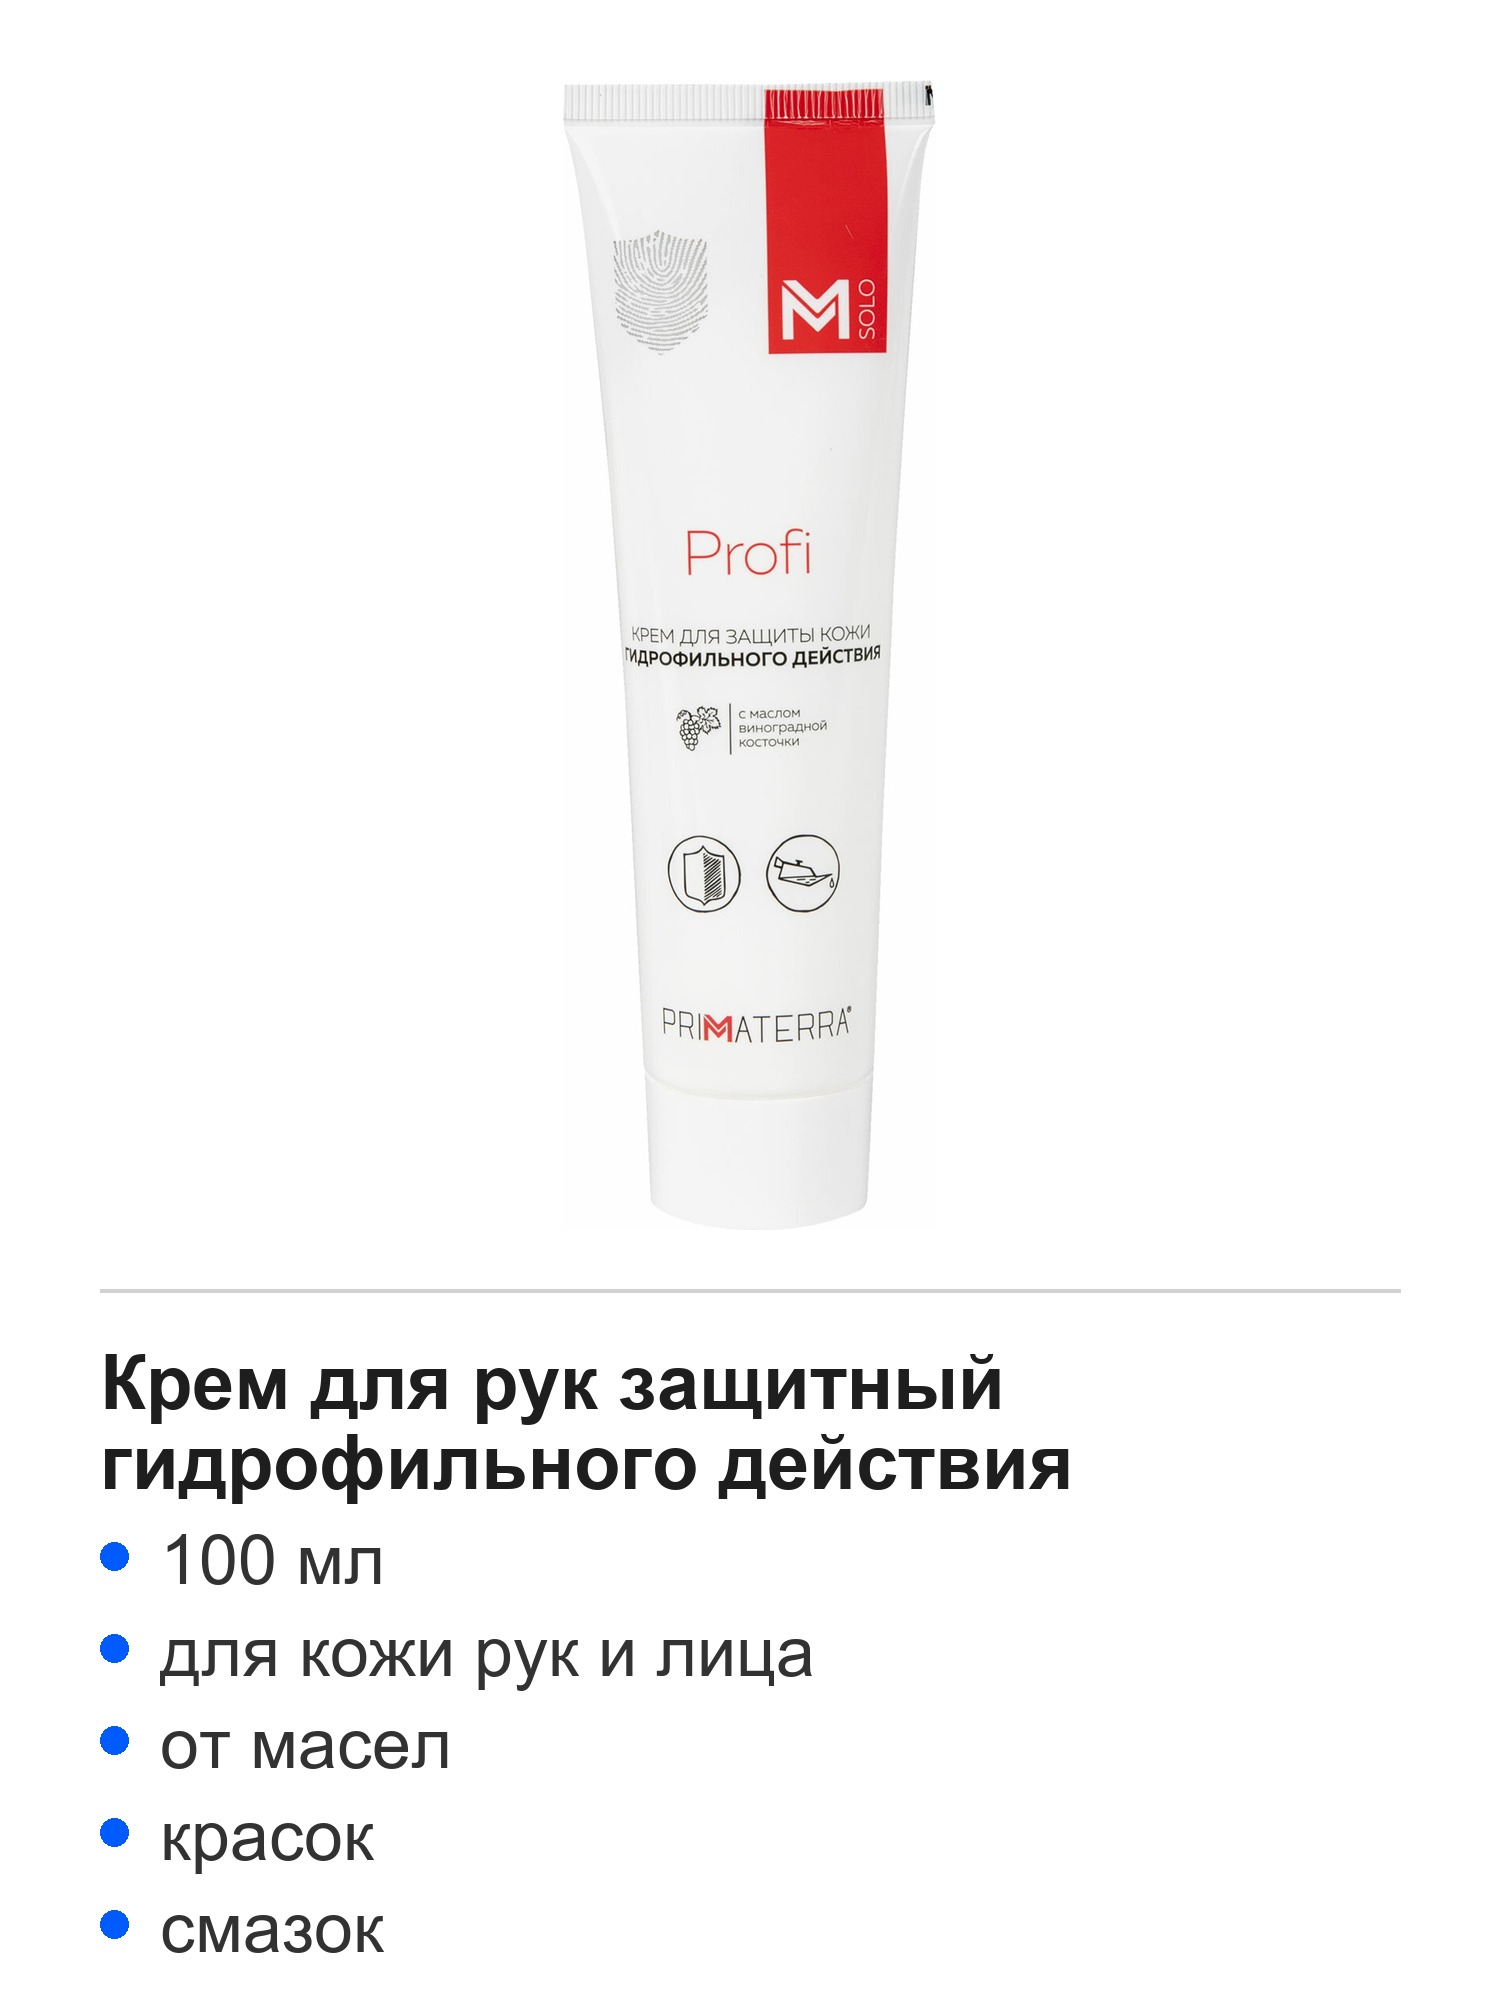 M SOLO
Profi
КРЕМ ДЛЯ ЗАЩИТЫ КОЖИ
ГИДРОФИЛЬНОГО ДЕЙСТВИЯ
с маслом
виноградной
косточки
PRIMATERRA®
Крем для рук защитный
гидрофильного действия
100 мл
для кожи рук и лица
от масел
красок
смазок